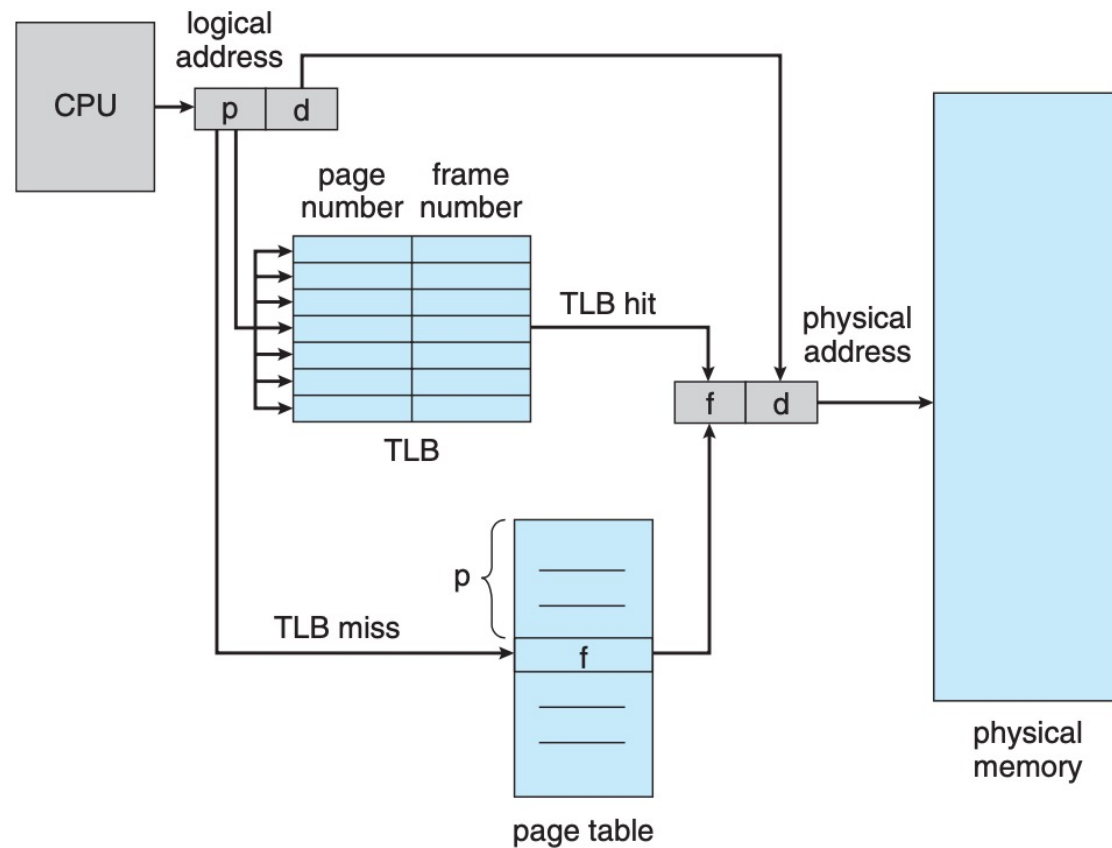 logical
address
CPU
p
d
page
number
frame
number
TLB hit
TLB
physical
address
f
d
p
TLB miss
f
page table
physical
memory